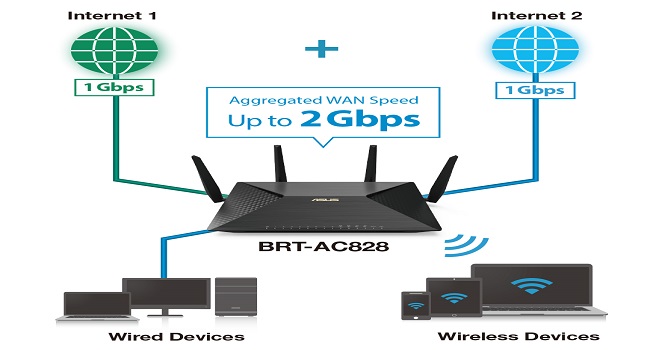 Internet 1
Internet 2
+
1 Gbps
1 Gbps
Aggregated WAN Speed
Up to 2 Gbps
ASUS
BRT-AC828
Wired Devices
Wireless Devices